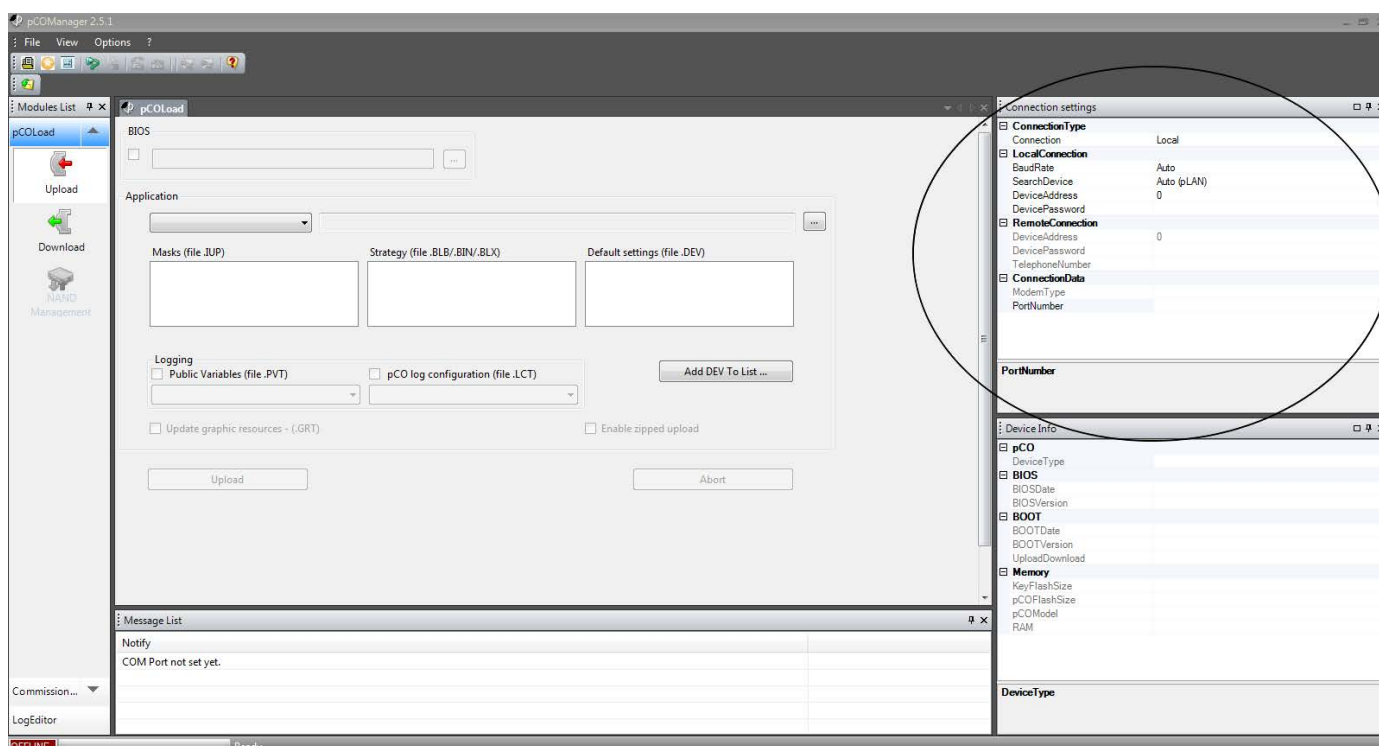 pCOManager 2.5.1
File View Options ?
Modules List
pCOLoad
Upload
Download
NAND
Management
Commission...
LogEditor
pCOLoad
BIOS
...
Application
...
Masks (file .IUP) Strategy (file .BLB/.BIN/.BLX) Default settings (file .DEV)
Logging
Public Variables (file .PVT) pCO log configuration (file .LCT)
Add DEV To List ...
Update graphic resources - (.GRT) Enable zipped upload
Upload Abort
Message List
Notify
COM Port not set yet.
Connection settings
ConnectionType
Connection Local
LocalConnection
BaudRate Auto
SearchDevice Auto (pLAN)
DeviceAddress 0
DevicePassword
RemoteConnection
DeviceAddress 0
DevicePassword
TelephoneNumber
ConnectionData
ModemType
PortNumber
PortNumber
Device Info
pCO
DeviceType
BIOS
BIOSDate
BIOSVersion
BOOT
BOOTDate
BOOTVersion
UploadDownload
Memory
KeyFlashSize
pCOFlashSize
pCOModel
RAM
DeviceType
OFFLINE Ready